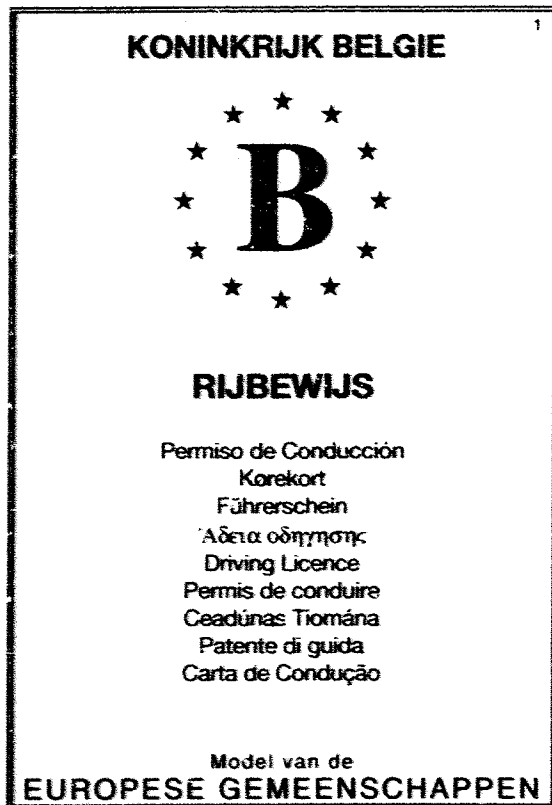 1
KONINKRIJK BELGIE
B
RIJBEWIJS
Permiso de Conducción
Kørekort
Führerschein
Άδεια οδηγησης
Driving Licence
Permis de conduire
Ceadúnas Tiomána
Patente di guida
Carta de Condução
Model van de
EUROPESE GEMEENSCHAPPEN